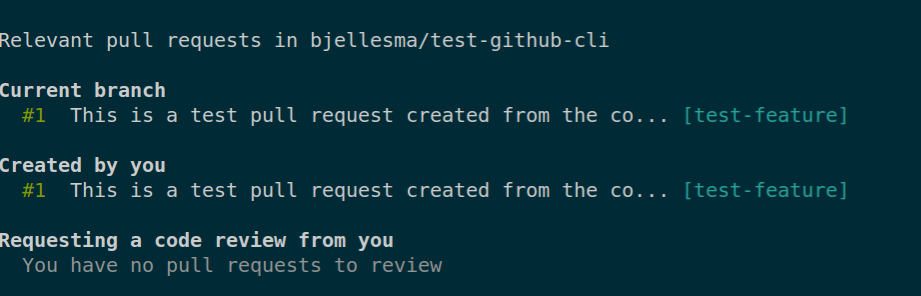 Relevant pull requests in bjellesma/test-github-cli
Current branch
#1 This is a test pull request created from the co... [test-feature]
Created by you
#1 This is a test pull request created from the co... [test-feature]
Requesting a code review from you
You have no pull requests to review